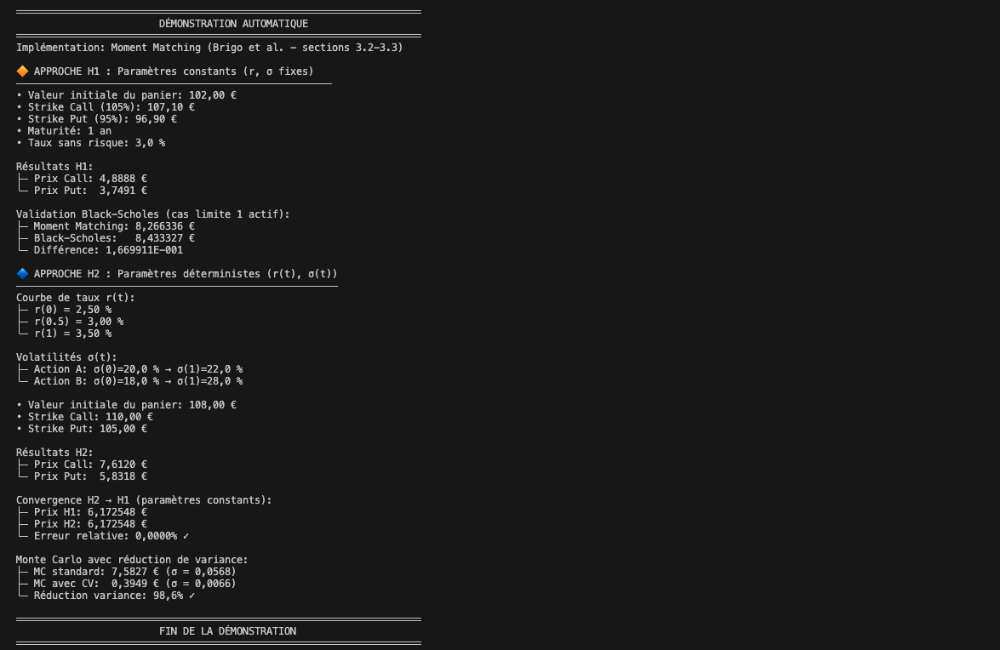 DÉMONSTRATION AUTOMATIQUE
Implémentation: Moment Matching (Brigo et al. - sections 3.2-3.3)
🔶 APPROCHE H1 : Paramètres constants (r, σ fixes)
• Valeur initiale du panier: 102,00 €
• Strike Call (105%): 107,10 €
• Strike Put (95%): 96,90 €
• Maturité: 1 an
• Taux sans risque: 3,0 %
Résultats H1:
├─ Prix Call: 4,8888 €
└─ Prix Put:  3,7491 €
Validation Black-Scholes (cas limite 1 actif):
├─ Moment Matching: 8,266336 €
├─ Black-Scholes:   8,433327 €
└─ Différence: 1,669911E-001
🔷 APPROCHE H2 : Paramètres déterministes (r(t), σ(t))
Courbe de taux r(t):
├─ r(0) = 2,50 %
├─ r(0.5) = 3,00 %
└─ r(1) = 3,50 %
Volatilités σ(t):
├─ Action A: σ(0)=20,0 % → σ(1)=22,0 %
└─ Action B: σ(0)=18,0 % → σ(1)=28,0 %
• Valeur initiale du panier: 108,00 €
• Strike Call: 110,00 €
• Strike Put: 105,00 €
Résultats H2:
├─ Prix Call: 7,6120 €
└─ Prix Put:  5,8318 €
Convergence H2 → H1 (paramètres constants):
├─ Prix H1: 6,172548 €
├─ Prix H2: 6,172548 €
└─ Erreur relative: 0,0000% ✓
Monte Carlo avec réduction de variance:
├─ MC standard: 7,5827 € (σ = 0,0568)
├─ MC avec CV:  0,3949 € (σ = 0,0066)
└─ Réduction variance: 98,6% ✓
FIN DE LA DÉMONSTRATION